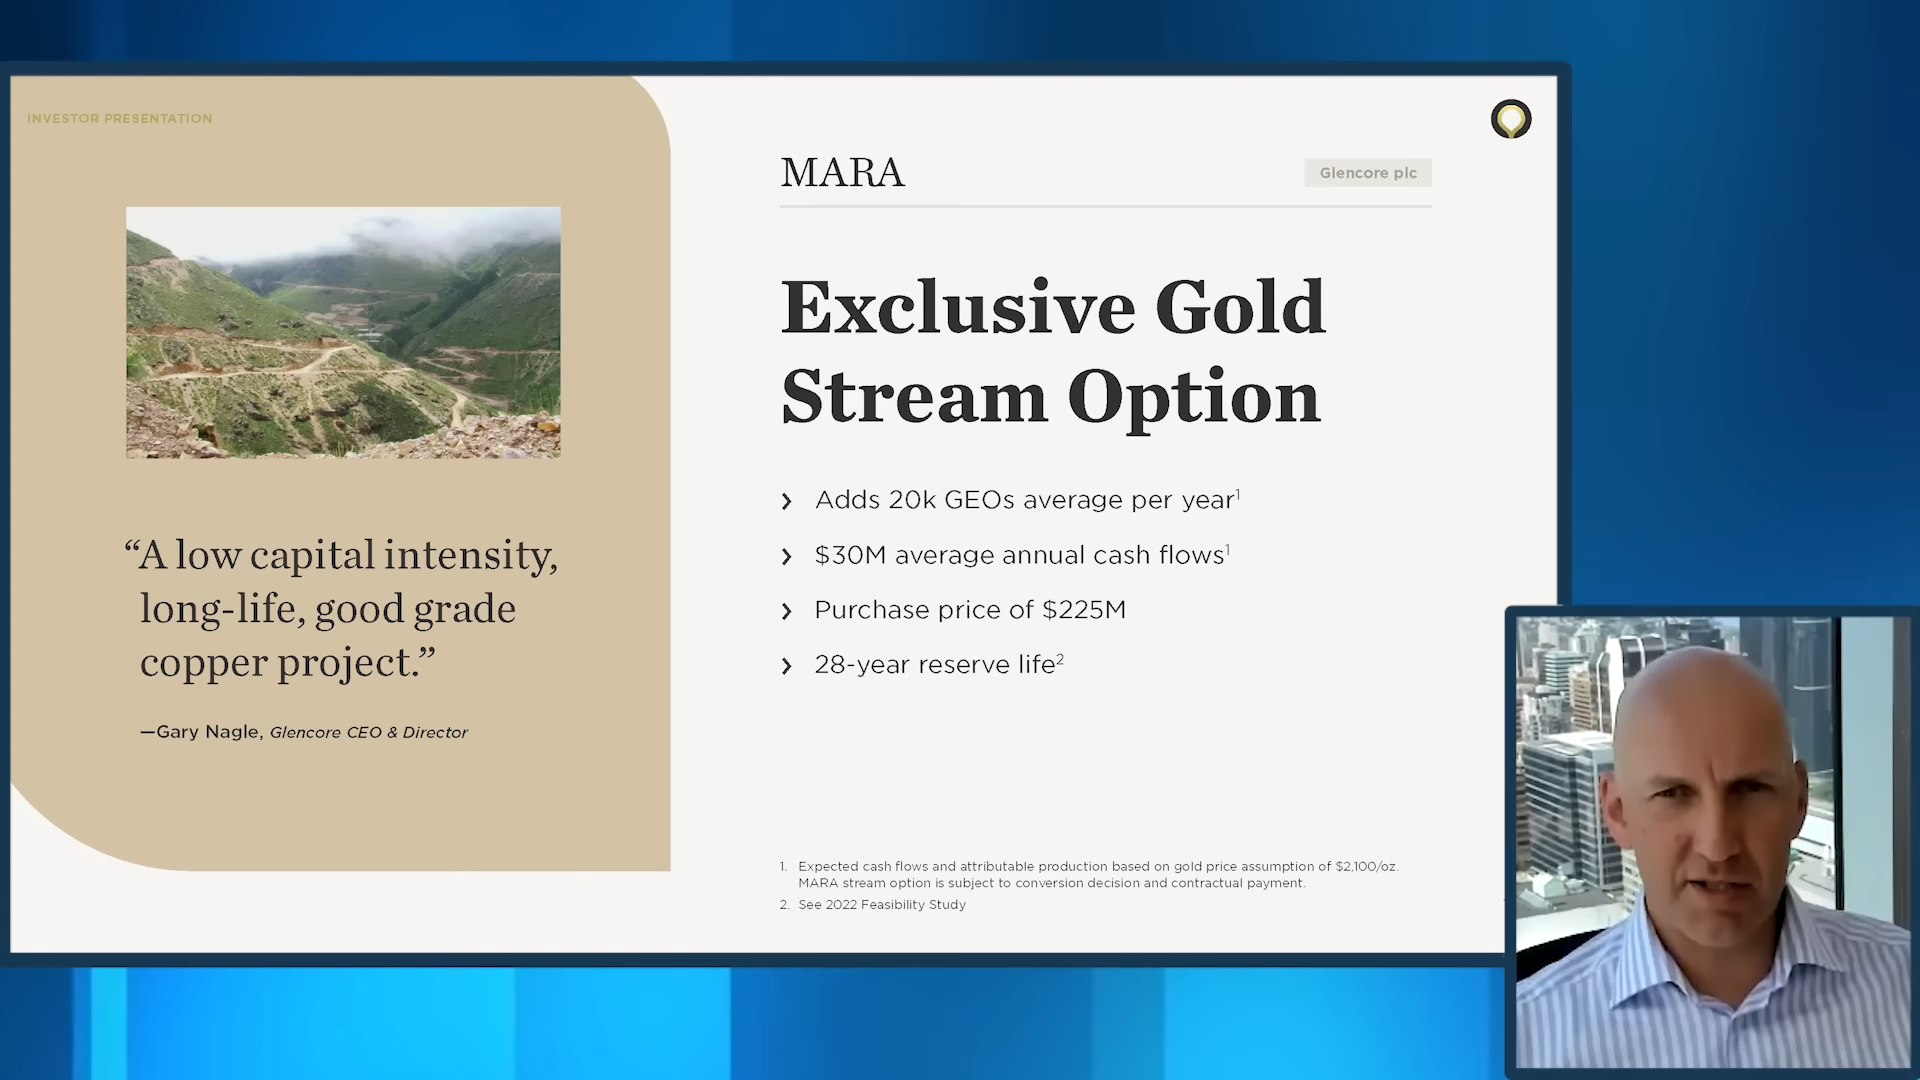 INVESTOR PRESENTATION
“A low capital intensity,
long-life, good grade
copper project.”
—Gary Nagle, Glencore CEO & Director
MARA
Glencore plc
Exclusive Gold
Stream Option
› Adds 20k GEOs average per year¹
› $30M average annual cash flows¹
› Purchase price of $225M
› 28-year reserve life²
1. Expected cash flows and attributable production based on gold price assumption of $2,100/oz.
MARA stream option is subject to conversion decision and contractual payment.
2. See 2022 Feasibility Study